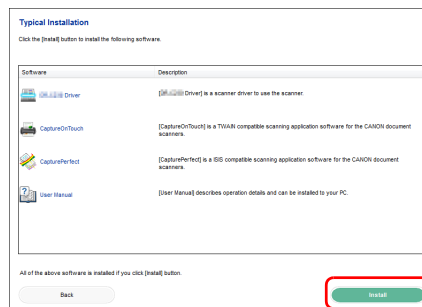 Typical Installation
Click the [Install] button to install the following software.
Software Description
Driver [ Driver] is a scanner driver to use the scanner.
CaptureOnTouch [CaptureOnTouch] is a TWAIN compatible scanning application software for the CANON document
scanners.
CapturePerfect [CapturePerfect] is a ISIS compatible scanning application software for the CANON document
scanners.
User Manual [User Manual] describes operation details and can be installed to your PC.
All of the above software is installed if you click [Install] button.
Back Install